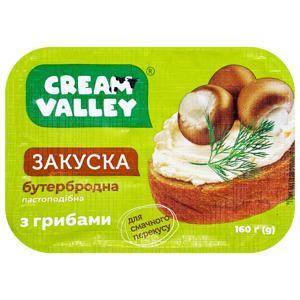 CREAM
VALLEY
®
ЗАКУСКА
бутербродна
пастоподібна
з грибами
для
смачного
перекусу
160 г (g)